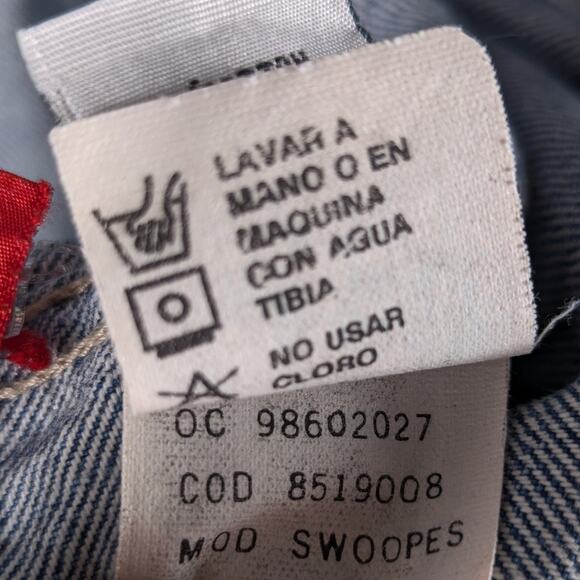 LAVAR A
MANO O EN
MAQUINA
CON AGUA
TIBIA
NO USAR
CLORO
OC 98602027
COD 8519008
MOD SWOOPES